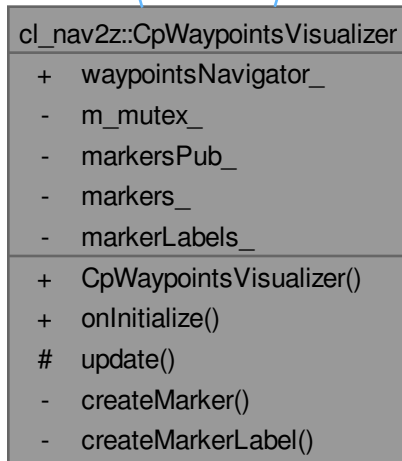 cl_nav2z::CpWaypointsVisualizer
+ waypointsNavigator_
- m_mutex_
- markersPub_
- markers_
- markerLabels_
+ CpWaypointsVisualizer()
+ onInitialize()
# update()
- createMarker()
- createMarkerLabel()